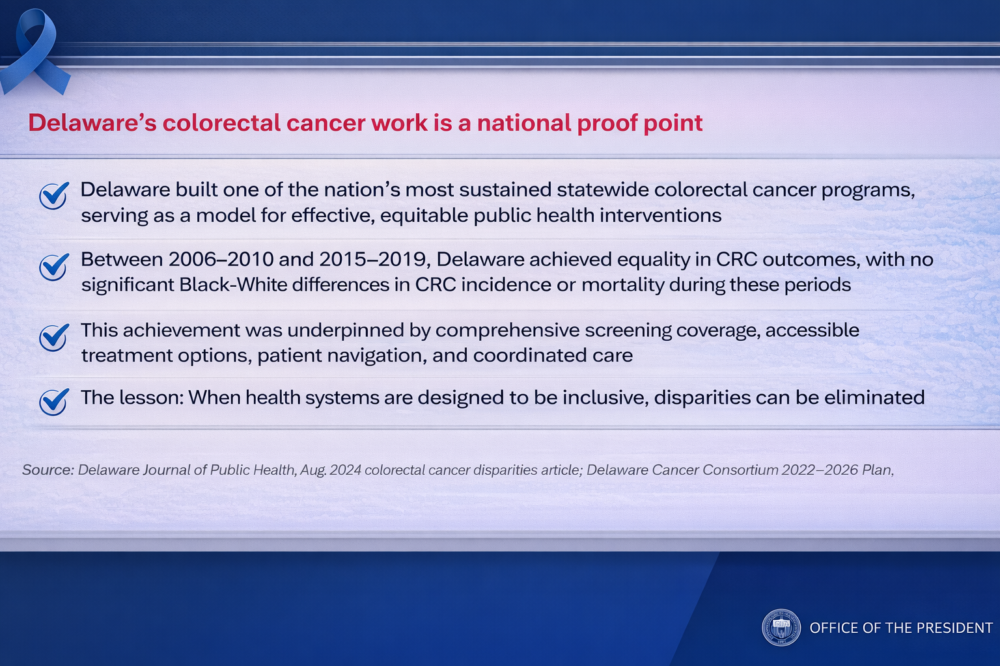 Delaware’s colorectal cancer work is a national proof point
Delaware built one of the nation’s most sustained statewide colorectal cancer programs,
serving as a model for effective, equitable public health interventions
Between 2006–2010 and 2015–2019, Delaware achieved equality in CRC outcomes, with no
significant Black-White differences in CRC incidence or mortality during these periods
This achievement was underpinned by comprehensive screening coverage, accessible
treatment options, patient navigation, and coordinated care
The lesson: When health systems are designed to be inclusive, disparities can be eliminated
Source: Delaware Journal of Public Health, Aug. 2024 colorectal cancer disparities article; Delaware Cancer Consortium 2022–2026 Plan,
OFFICE OF THE PRESIDENT